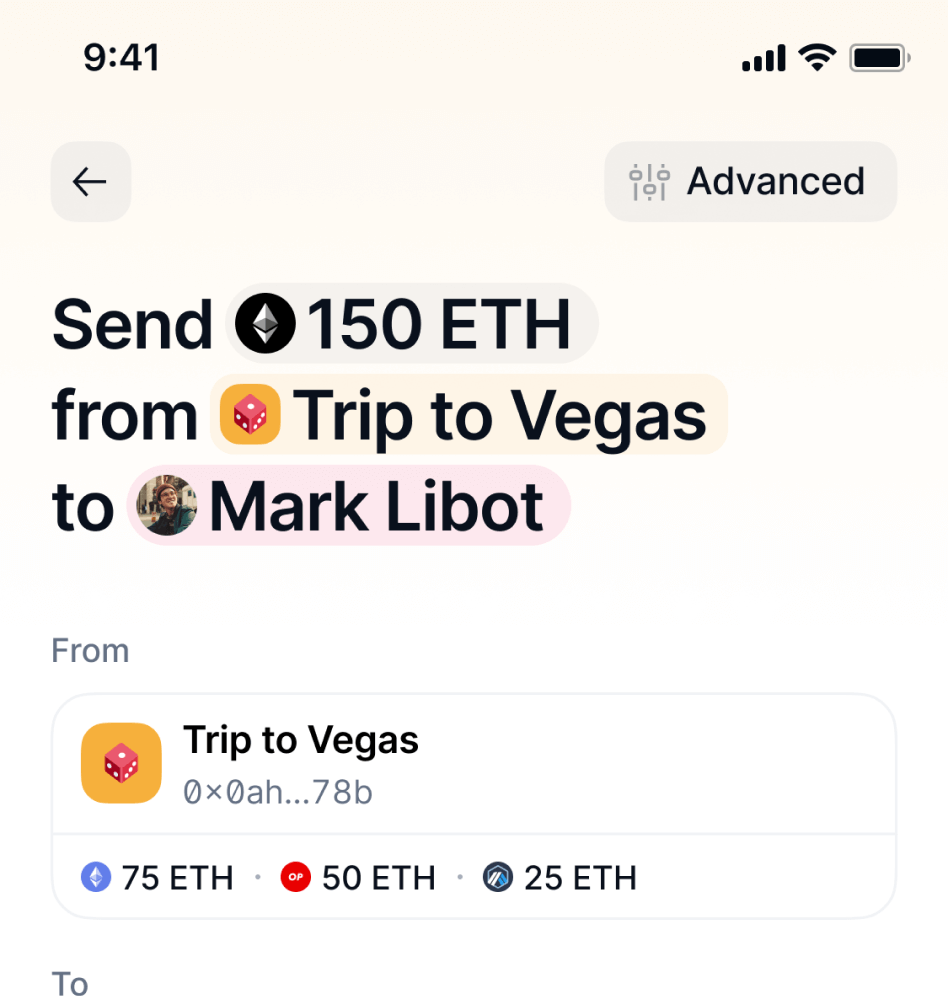 9:41
Advanced
Send 150 ETH
from Trip to Vegas
to Mark Libot
From
Trip to Vegas
0×0ah...78b
75 ETH · OP 50 ETH · 25 ETH
To